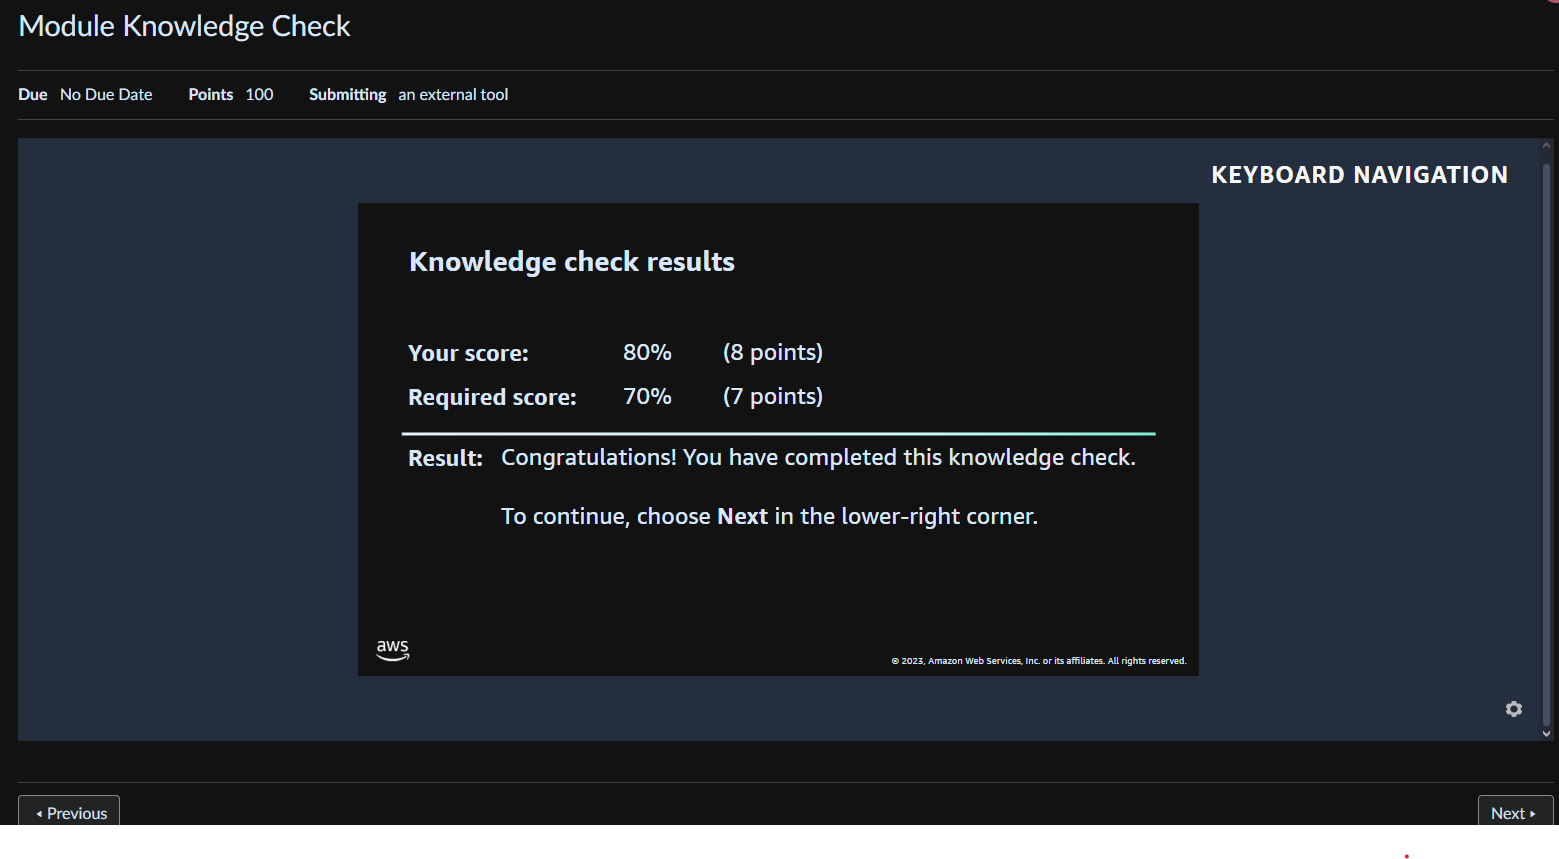 Module Knowledge Check
Due No Due Date Points 100 Submitting an external tool
KEYBOARD NAVIGATION
Knowledge check results
Your score: 80% (8 points)
Required score: 70% (7 points)
Result: Congratulations! You have completed this knowledge check.
To continue, choose Next in the lower-right corner.
aws
© 2023, Amazon Web Services, Inc. or its affiliates. All rights reserved.
Previous
Next